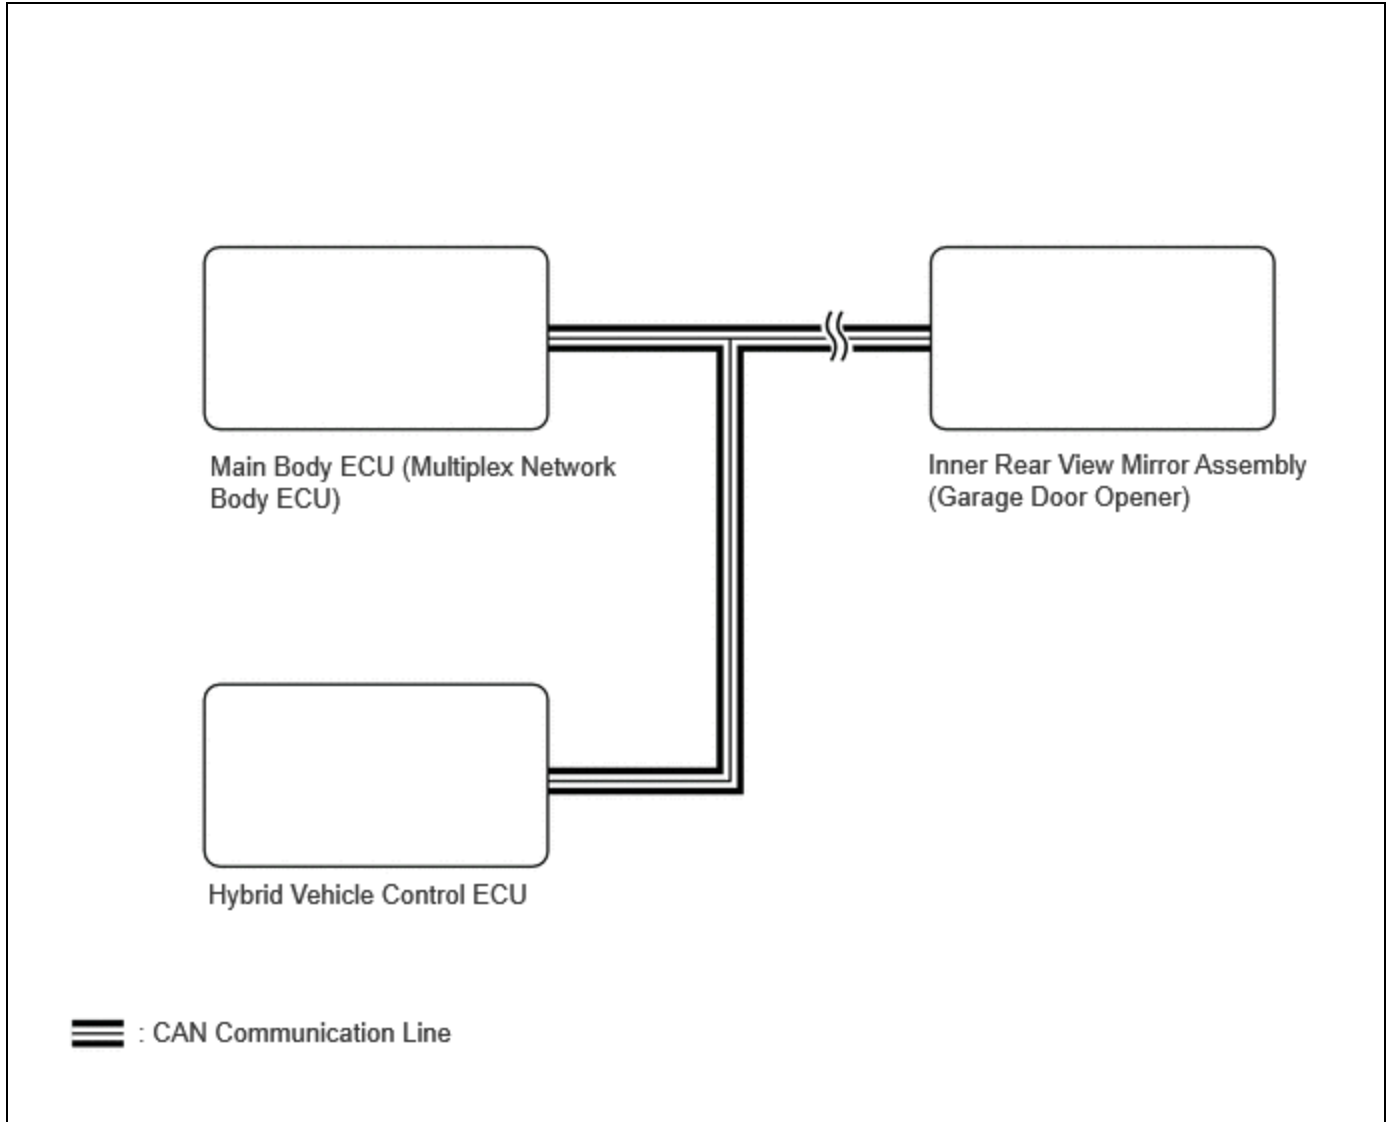 Main Body ECU (Multiplex Network
Body ECU)
Inner Rear View Mirror Assembly
(Garage Door Opener)
Hybrid Vehicle Control ECU
: CAN Communication Line